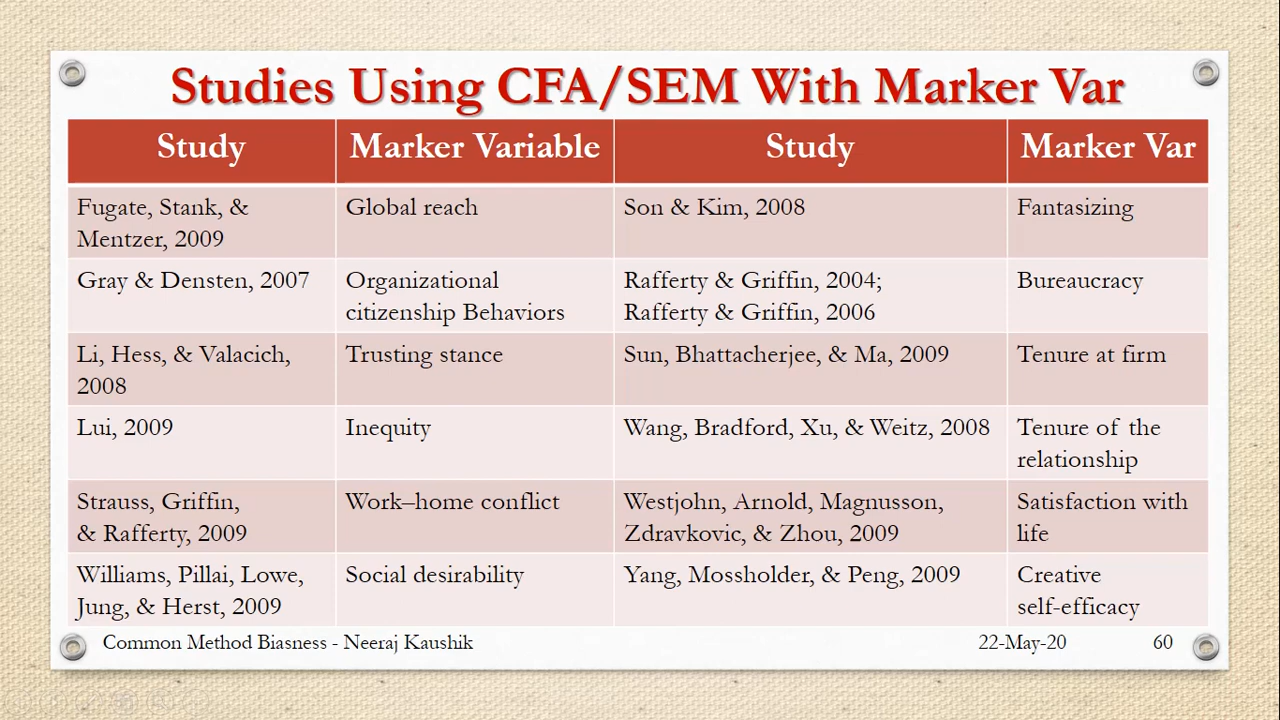 Studies Using CFA/SEM With Marker Var
Study
Marker Variable
Study
Marker Var
Fugate, Stank, &
Mentzer, 2009
Global reach
Son & Kim, 2008
Fantasizing
Gray & Densten, 2007
Organizational
citizenship Behaviors
Rafferty & Griffin, 2004;
Rafferty & Griffin, 2006
Bureaucracy
Li, Hess, & Valacich,
2008
Trusting stance
Sun, Bhattacherjee, & Ma, 2009
Tenure at firm
Lui, 2009
Inequity
Wang, Bradford, Xu, & Weitz, 2008
Tenure of the
relationship
Strauss, Griffin,
& Rafferty, 2009
Work–home conflict
Westjohn, Arnold, Magnusson,
Zdravkovic, & Zhou, 2009
Satisfaction with
life
Williams, Pillai, Lowe,
Jung, & Herst, 2009
Social desirability
Yang, Mossholder, & Peng, 2009
Creative
self-efficacy
Common Method Biasness - Neeraj Kaushik
22-May-20
60